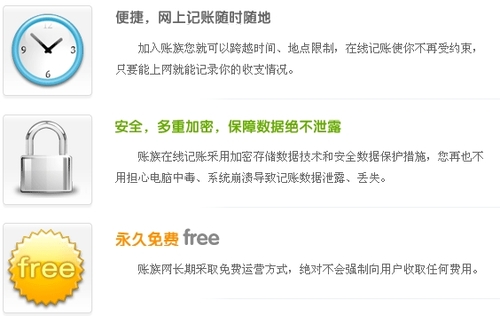 便捷，网上记账随时随地
加入账族您就可以跨越时间、地点限制，在线记账使你不再受约束，
只要能上网就能记录你的收支情况。
安全，多重加密，保障数据绝不泄露
账族在线记账采用加密存储数据技术和安全数据保护措施，您再也不
用担心电脑中毒、系统崩溃导致记账数据泄露、丢失。
永久免费 free
free
账族网长期采取免费运营方式，绝对不会强制向用户收取任何费用。